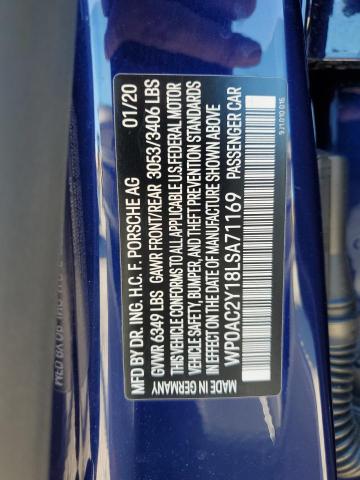 MFD BY DR. ING. H.C. F. PORSCHE AG 01/20
GVWR 6349 LBS GAWR FRONT/REAR 3053/3406 LBS
THIS VEHICLE CONFORMS TO ALL APPLICABLE U.S. FEDERAL MOTOR
VEHICLE SAFETY, BUMPER, AND THEFT PREVENTION STANDARDS
IN EFFECT ON THE DATE OF MANUFACTURE SHOWN ABOVE
WP0AC2Y18LSA71169 PASSENGER CAR
MADE IN GERMANY
9J1010016